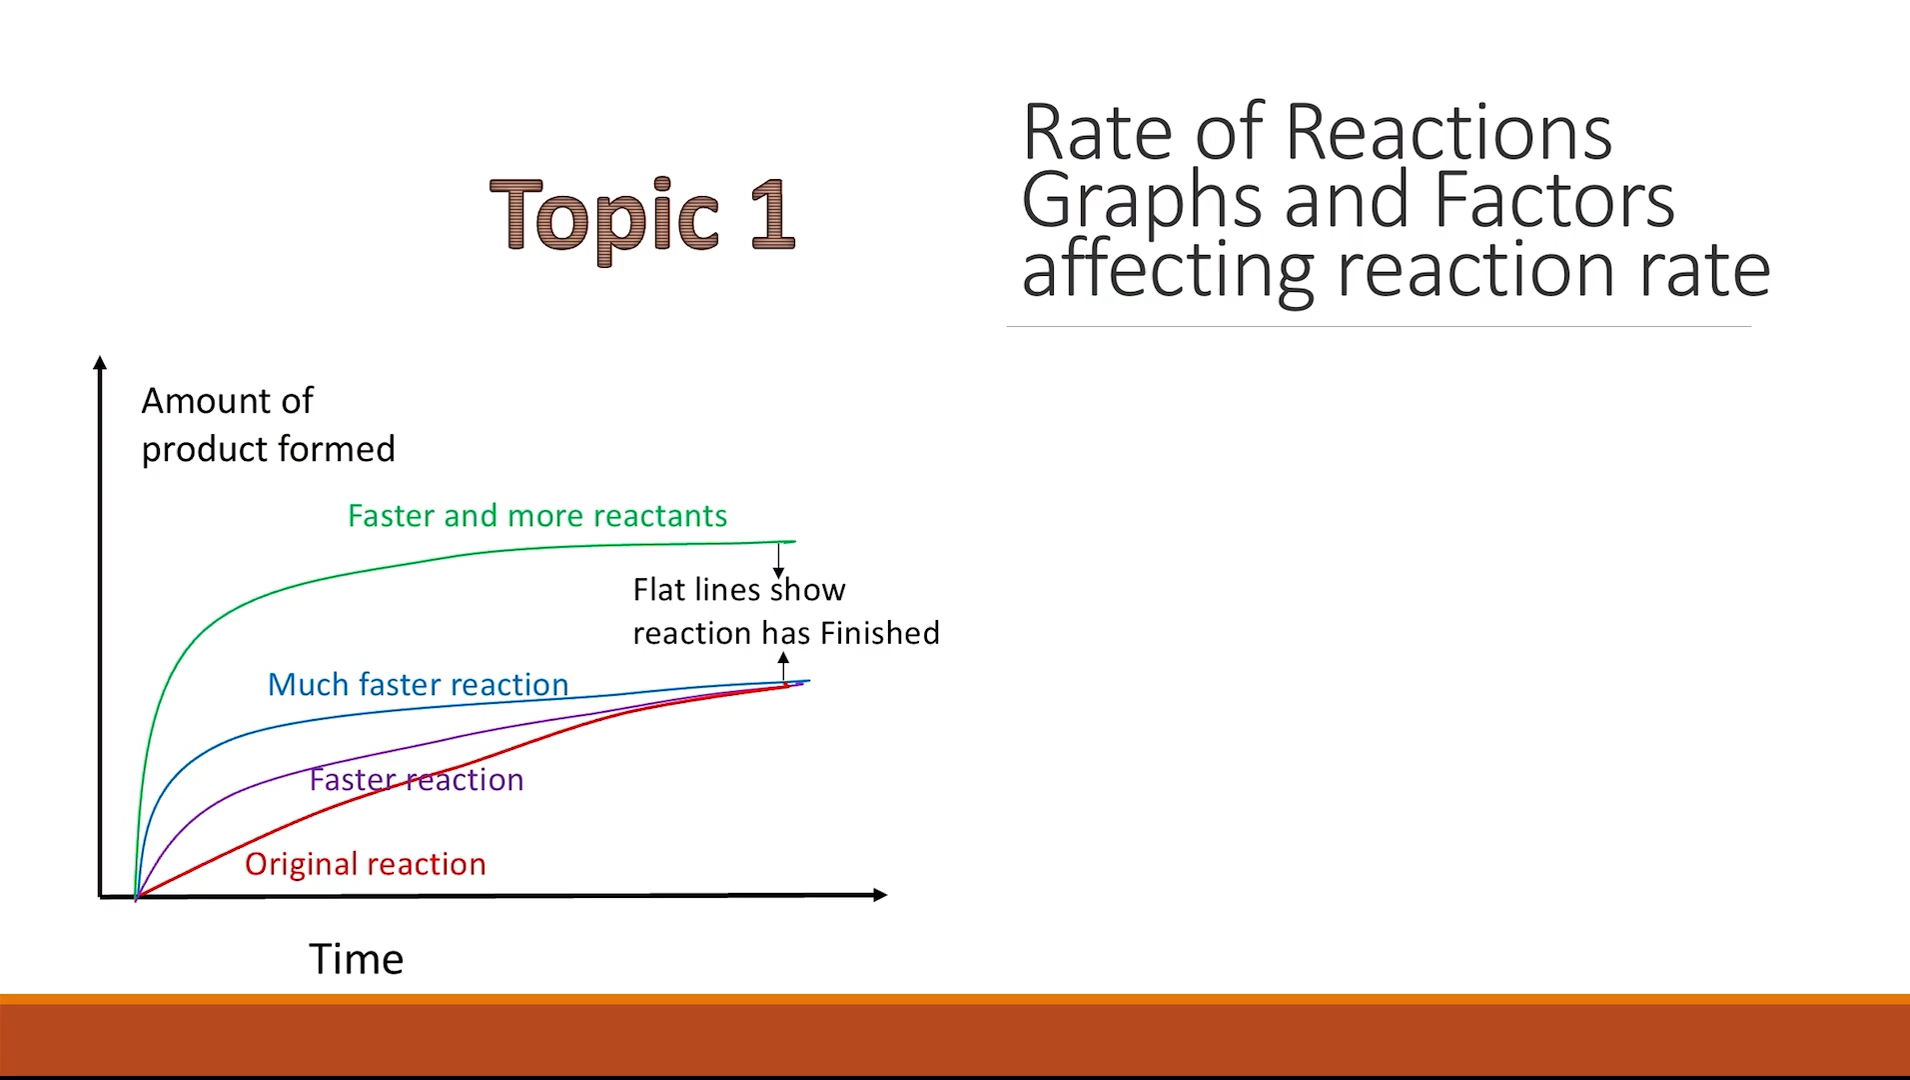 Topic 1
Rate of Reactions
Graphs and Factors
affecting reaction rate
Amount of
product formed
Faster and more reactants
Flat lines show
reaction has Finished
Much faster reaction
Faster reaction
Original reaction
Time